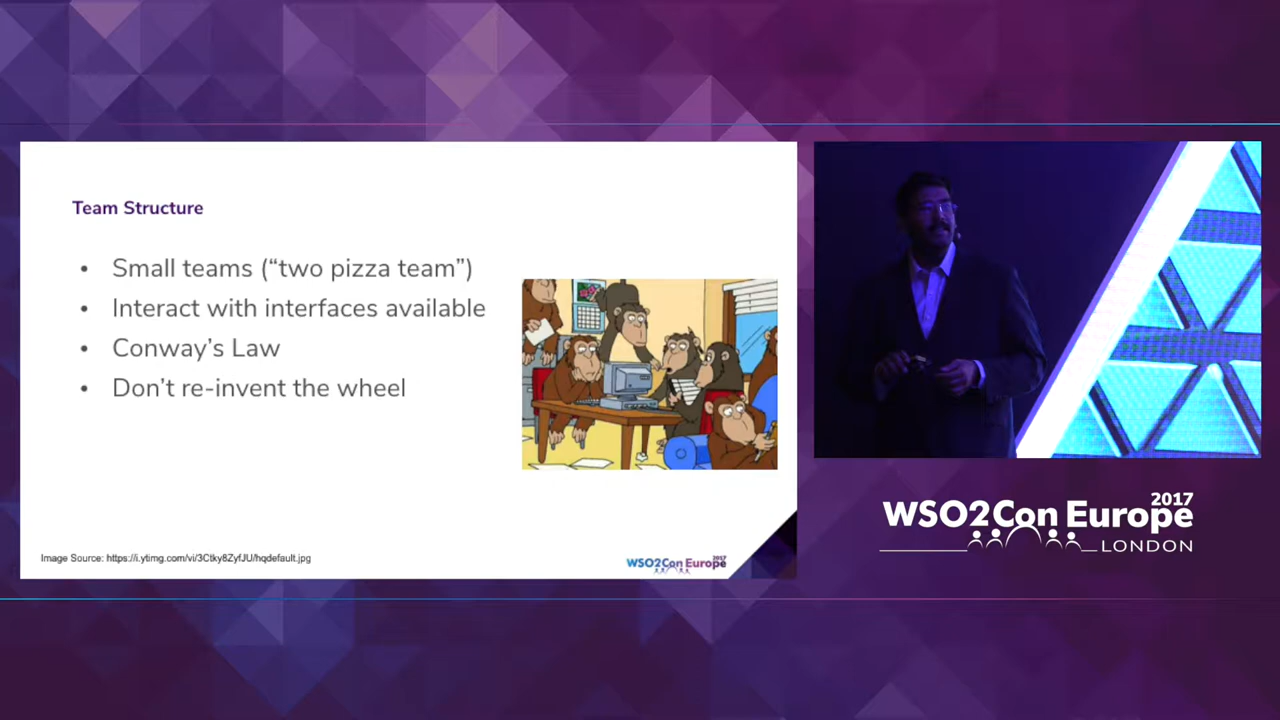 Team Structure
• Small teams (“two pizza team”)
• Interact with interfaces available
• Conway’s Law
• Don’t re-invent the wheel
Image Source: https://i.ytimg.com/vi/3Ctky8ZyfJU/hqdefault.jpg
WSO2Con Europe 2017
2017
WSO2Con Europe
LONDON